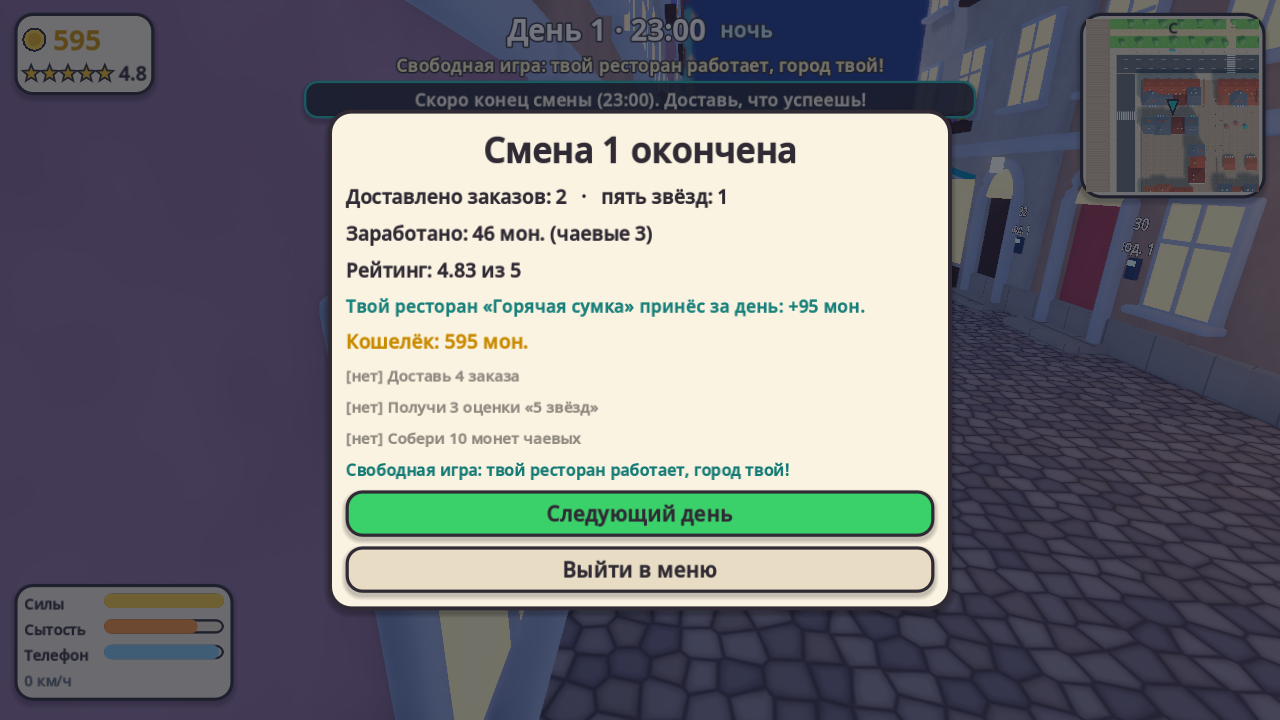 595
4.8
День 1 · 23:00 ночь
Свободная игра: твой ресторан работает, город твой!
Скоро конец смены (23:00). Доставь, что успеешь!
С
Смена 1 окончена
Доставлено заказов: 2 · пять звёзд: 1
Заработано: 46 мон. (чаевые 3)
Рейтинг: 4.83 из 5
Твой ресторан «Горячая сумка» принёс за день: +95 мон.
Кошелёк: 595 мон.
[нет] Доставь 4 заказа
[нет] Получи 3 оценки «5 звёзд»
[нет] Собери 10 монет чаевых
Свободная игра: твой ресторан работает, город твой!
Следующий день
Выйти в меню
30
Силы
Сытость
Телефон
0 км/ч